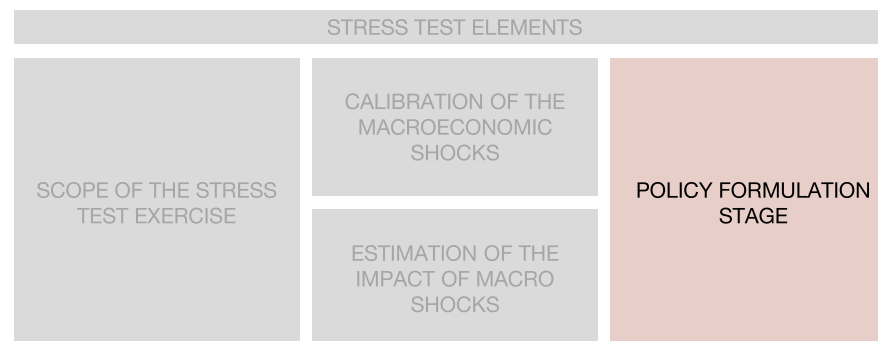 STRESS TEST ELEMENTS
SCOPE OF THE STRESS
TEST EXERCISE
CALIBRATION OF THE
MACROECONOMIC
SHOCKS
ESTIMATION OF THE
IMPACT OF MACRO
SHOCKS
POLICY FORMULATION
STAGE